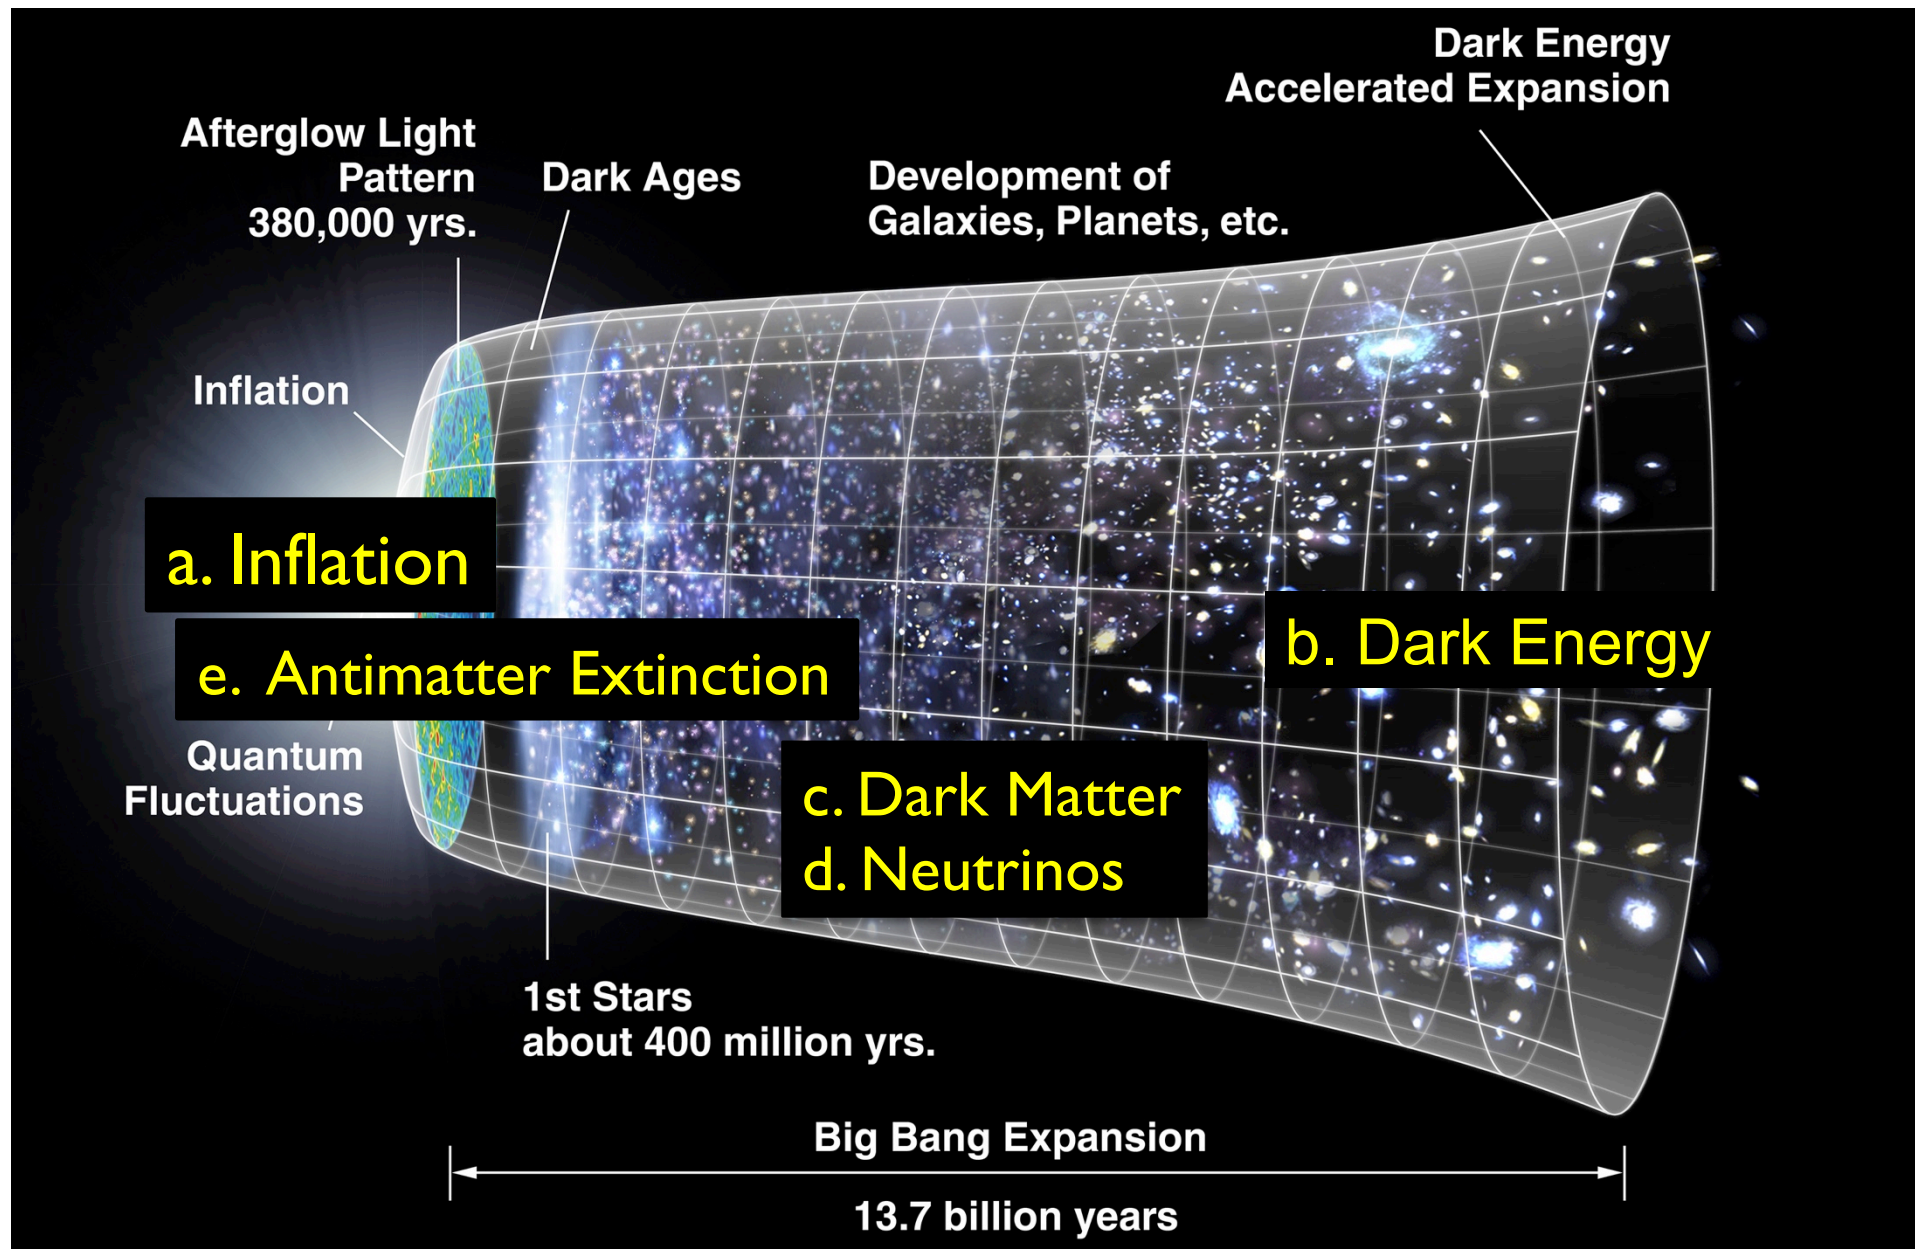 Dark Energy
Accelerated Expansion
Afterglow Light
Pattern
380,000 yrs.
Dark Ages
Development of
Galaxies, Planets, etc.
Inflation
a. Inflation
e. Antimatter Extinction
b. Dark Energy
Quantum
Fluctuations
c. Dark Matter
d. Neutrinos
1st Stars
about 400 million yrs.
Big Bang Expansion
13.7 billion years